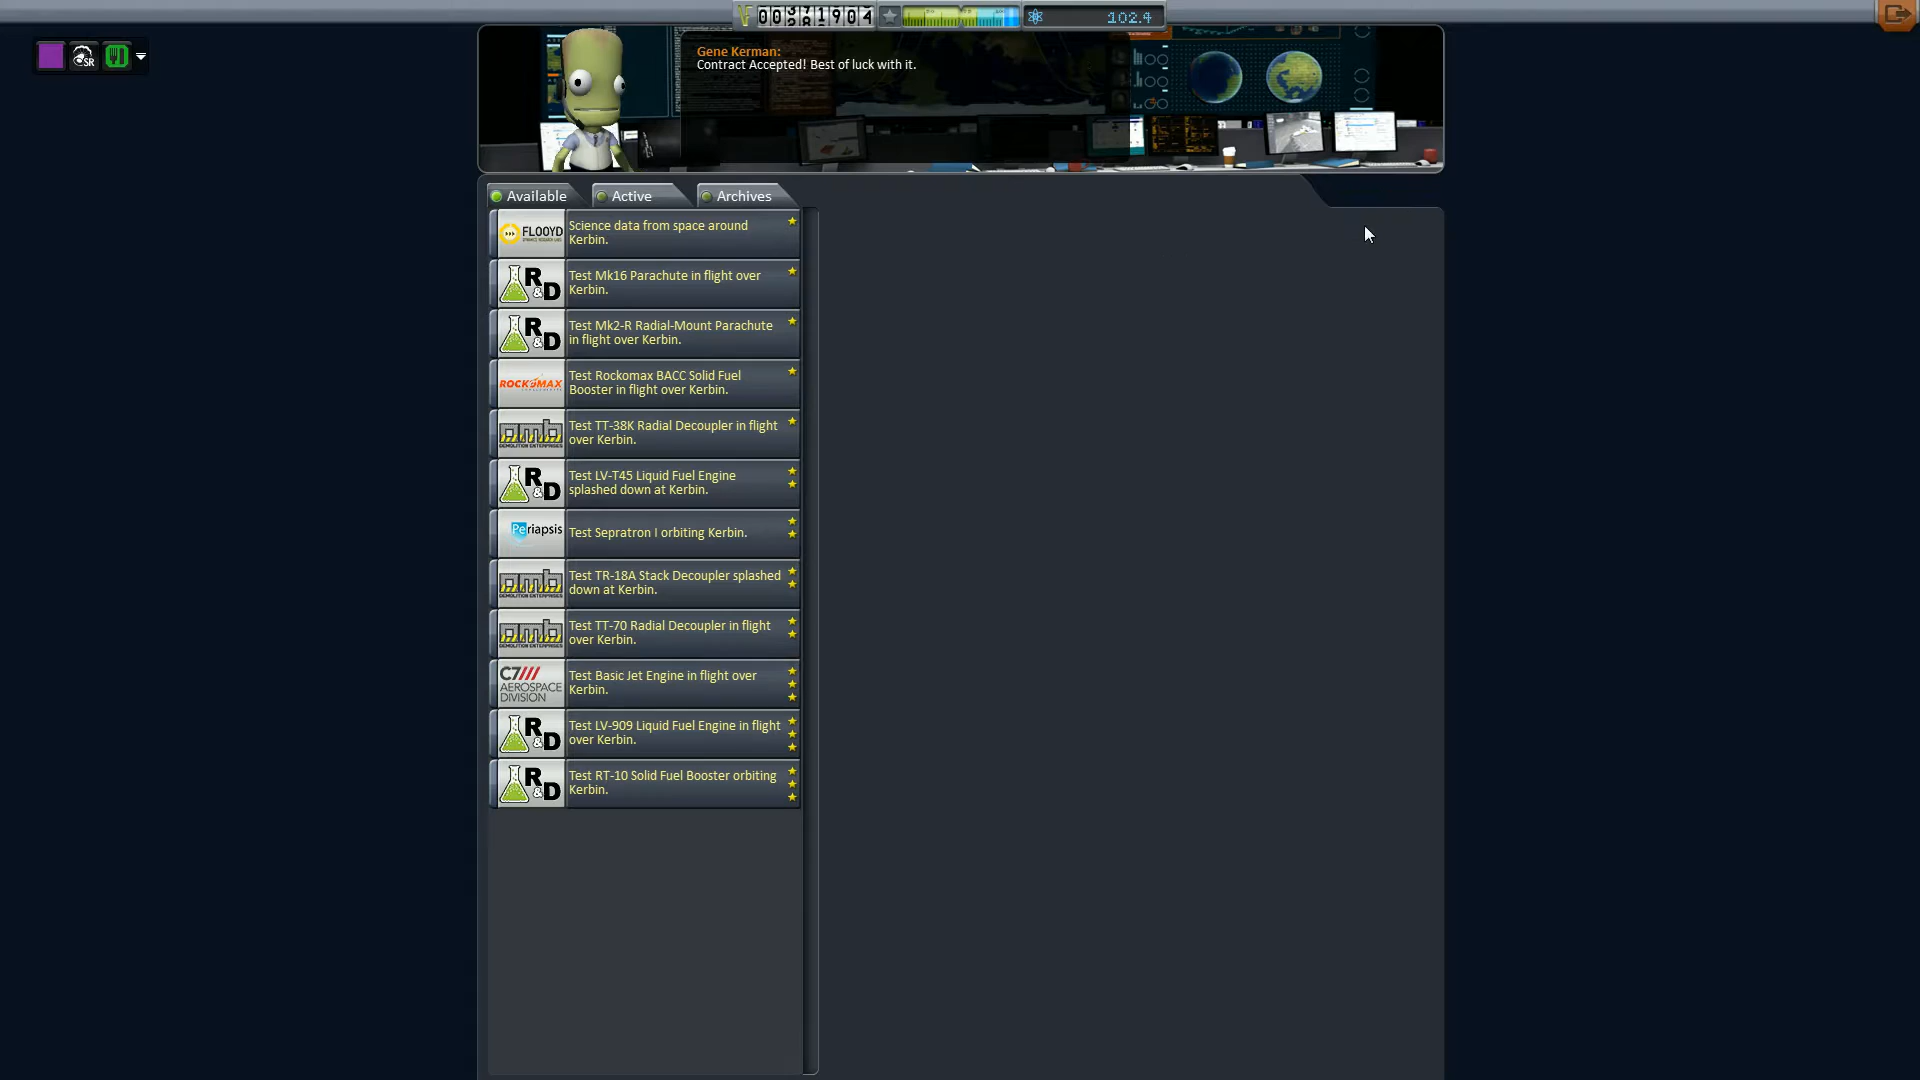 102.4
Gene Kerman:
Contract Accepted! Best of luck with it.
SR
Available
Active
Archives
FLOOYD
Science data from space around
Kerbin.
R&D
Test Mk16 Parachute in flight over
Kerbin.
R&D
Test Mk2-R Radial-Mount Parachute
in flight over Kerbin.
ROCKOMAX
Test Rockomax BACC Solid Fuel
Booster in flight over Kerbin.
Test TT-38K Radial Decoupler in flight
over Kerbin.
R&D
Test LV-T45 Liquid Fuel Engine
splashed down at Kerbin.
Periapsis
Test Sepratron I orbiting Kerbin.
Test TR-18A Stack Decoupler splashed
down at Kerbin.
Test TT-70 Radial Decoupler in flight
over Kerbin.
C7///
AEROSPACE
DIVISION
Test Basic Jet Engine in flight over
Kerbin.
R&D
Test LV-909 Liquid Fuel Engine in flight
over Kerbin.
R&D
Test RT-10 Solid Fuel Booster orbiting
Kerbin.